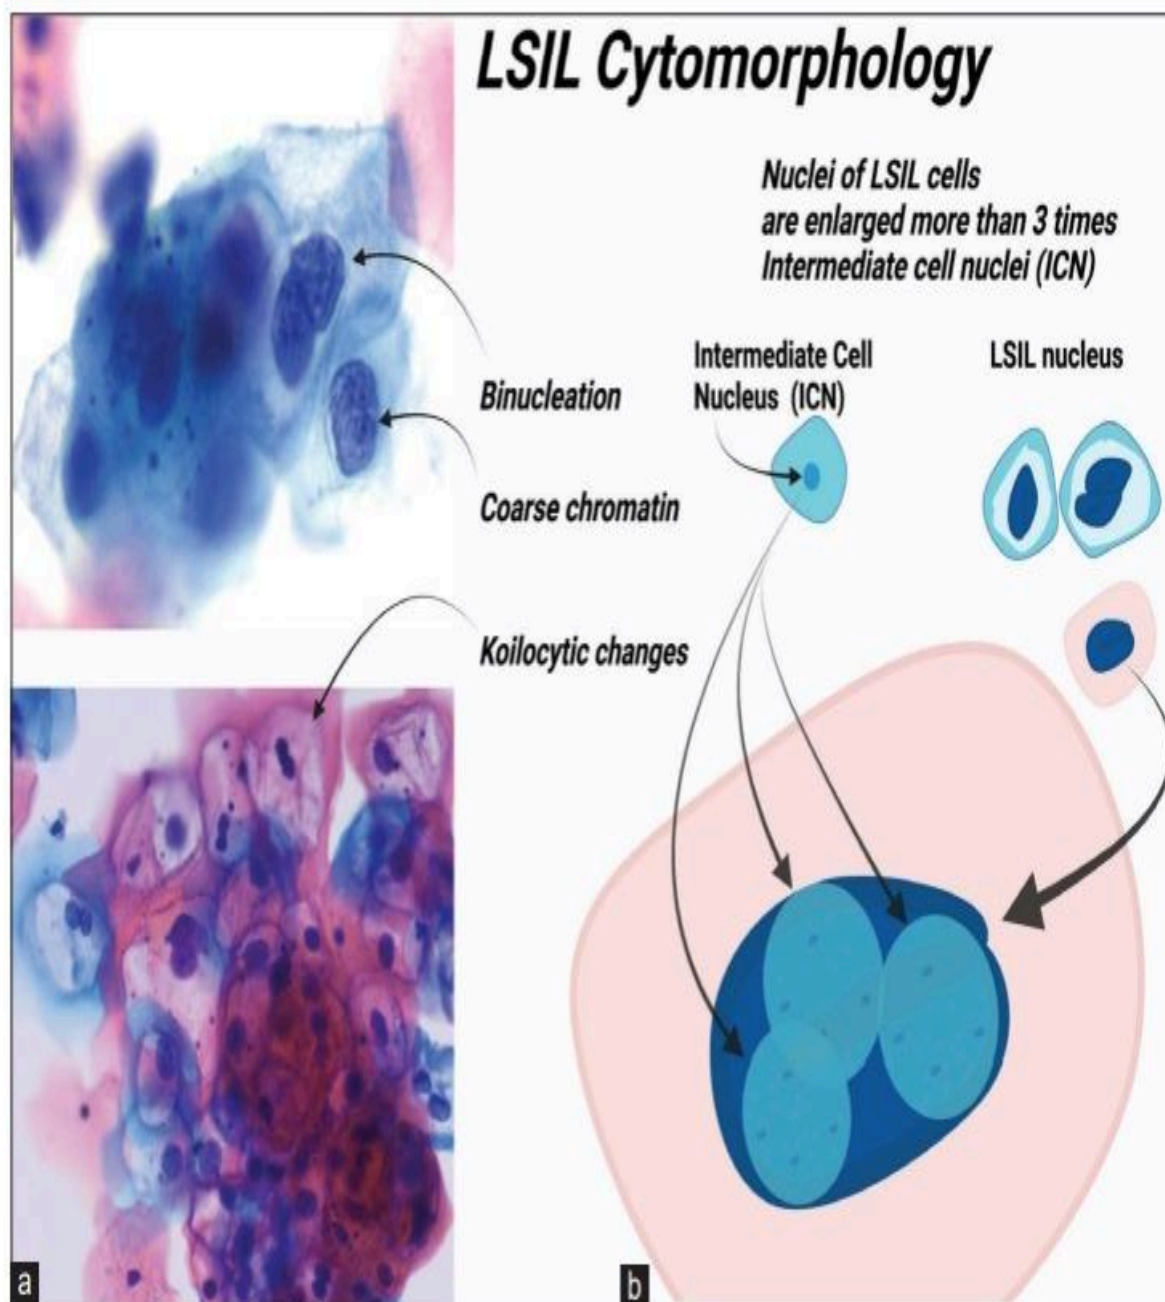 LSIL Cytomorphology
Nuclei of LSIL cells
are enlarged more than 3 times
Intermediate cell nuclei (ICN)
Intermediate Cell
Nucleus (ICN)
LSIL nucleus
Binucleation
Coarse chromatin
Koilocytic changes
a
b